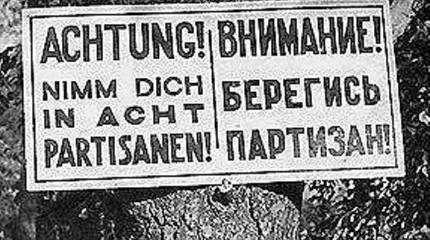 ACHTUNG!
NIMM DICH
IN ACHT
PARTISANEN!
ВНИМАНИЕ!
БЕРЕГИСЬ
ПАРТИЗАН!